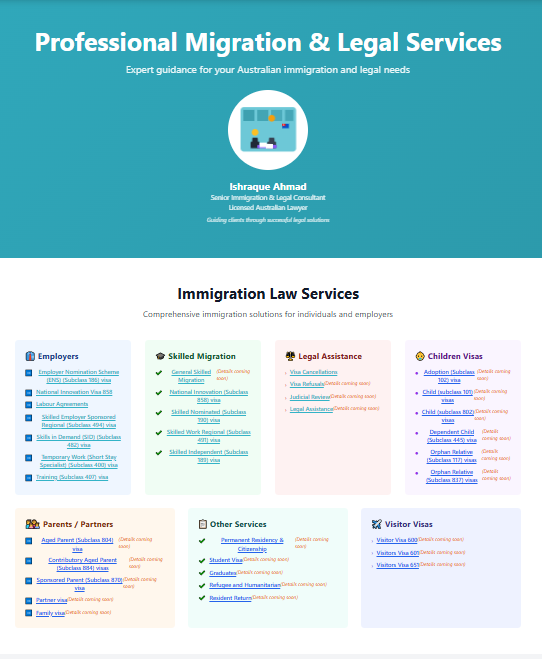 Professional Migration & Legal Services
Expert guidance for your Australian immigration and legal needs
Ishraque Ahmad
Senior Immigration & Legal Consultant
Licensed Australian Lawyer
Guiding clients through successful legal solutions
Immigration Law Services
Comprehensive immigration solutions for individuals and employers
Employers
Employer Nomination Scheme
(ENS) (Subclass 186) visa
National Innovation Visa 858
Labour Agreements
Skilled Employer Sponsored
Regional (Subclass 494) visa
Skills in Demand (SID) (Subclass
482) visa
Temporary Work (Short Stay
Specialist) (Subclass 400) visa
Training (Subclass 407) visa
Skilled Migration
General Skilled
Migration
(Details coming
soon)
National Innovation (Subclass
858) visa
Skilled Nominated (Subclass
190) visa
Skilled Work Regional (Subclass
491) visa
Skilled Independent (Subclass
189) visa
Legal Assistance
Visa Cancellations
Visa Refusals(Details coming soon)
Judicial Review(Details coming soon)
Legal Assistance(Details coming soon)
Children Visas
Adoption (Subclass
102) visa
(Details coming
soon)
Child (subclass 101)
visas
(Details coming
soon)
Child (subclass 802)
visas
(Details coming
soon)
Dependent Child
(Subclass 445) visa
(Details coming
soon)
Orphan Relative
(Subclass 117) visas
(Details coming
soon)
Orphan Relative
(Subclass 837) visas
(Details coming
soon)
Parents / Partners
Aged Parent (Subclass 804)
visa
(Details coming
soon)
Contributory Aged Parent
(Subclass 884) visas
(Details coming
soon)
Sponsored Parent (Subclass 870)
visa
(Details coming
soon)
Partner visa(Details coming soon)
Family visa(Details coming soon)
Other Services
Permanent Residency &
Citizenship
(Details coming
soon)
Student Visa(Details coming soon)
Graduates(Details coming soon)
Refugee and Humanitarian(Details coming soon)
Resident Return(Details coming soon)
Visitor Visas
Visitor Visa 600(Details coming soon)
Visitors Visa 601(Details coming soon)
Visitors Visa 651(Details coming soon)